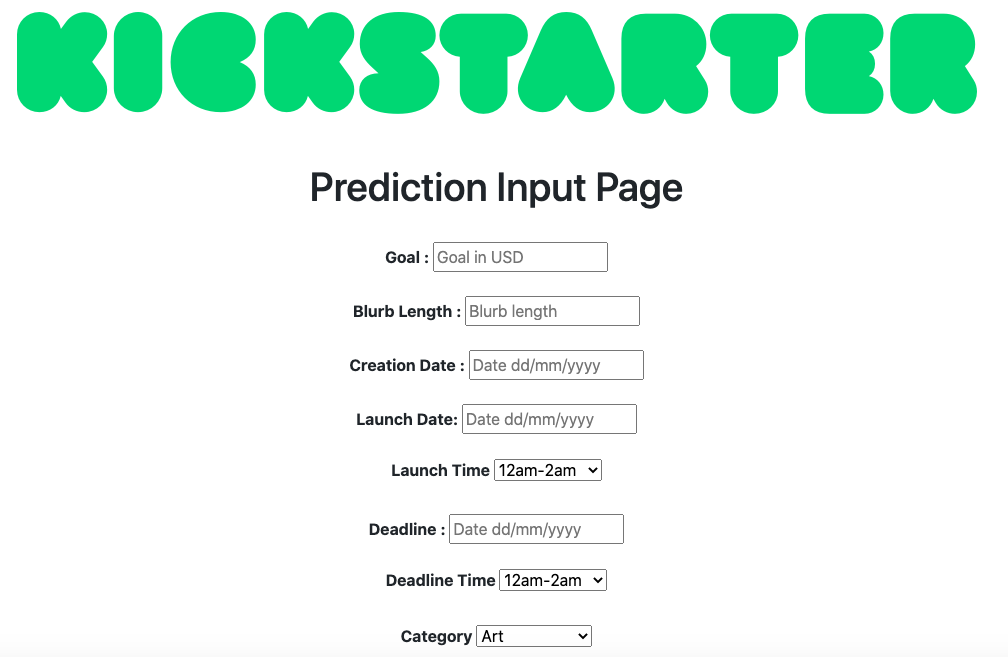 KICKSTARTER
Prediction Input Page
Goal : Goal in USD
Blurb Length : Blurb length
Creation Date : Date dd/mm/yyyy
Launch Date: Date dd/mm/yyyy
Launch Time 12am-2am
Deadline : Date dd/mm/yyyy
Deadline Time 12am-2am
Category Art